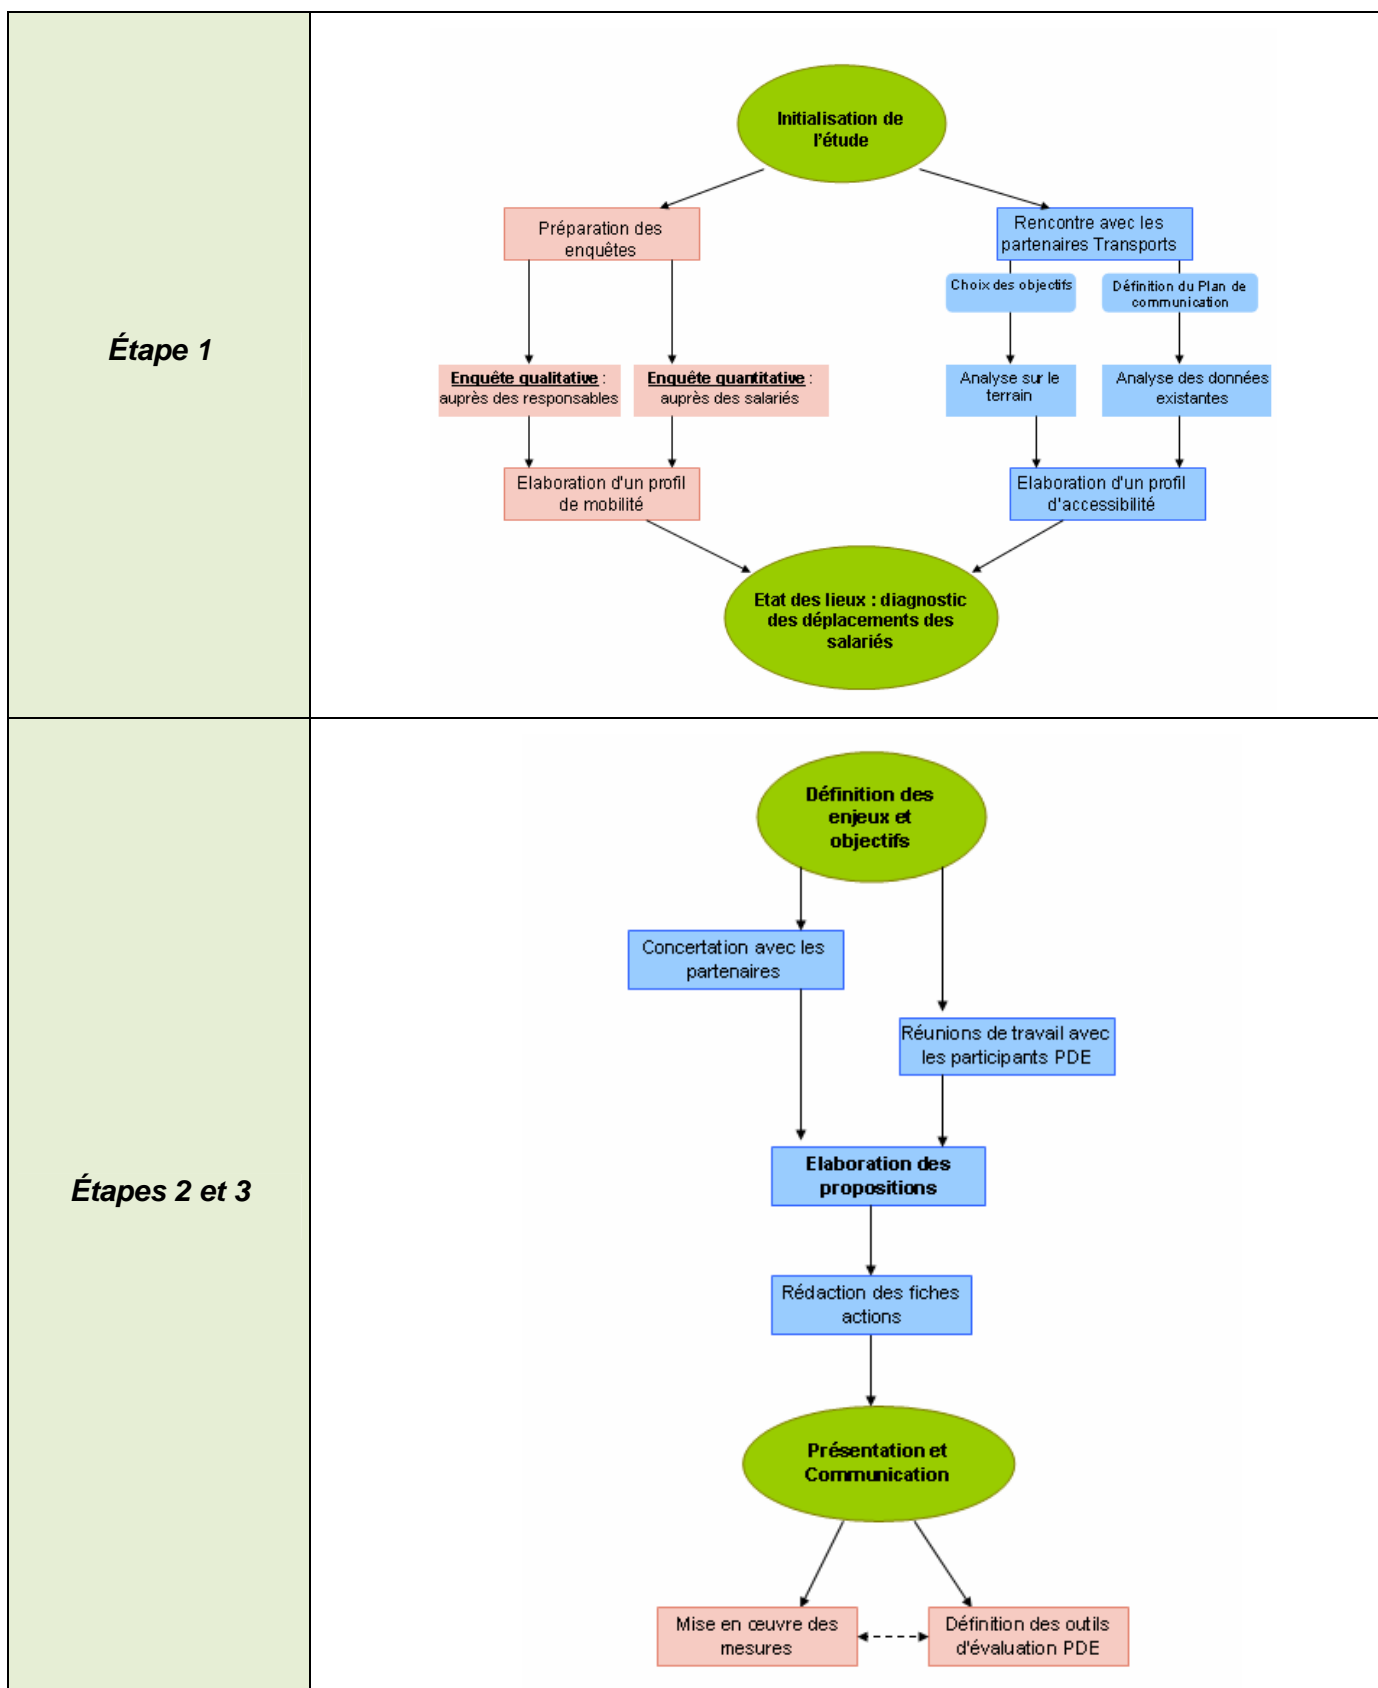 Étape 1
Initialisation de
l'étude
Préparation des
enquêtes
Rencontre avec les
partenaires Transports
Choix des objectifs
Définition du Plan de
communication
Enquête qualitative :
auprès des responsables
Enquête quantitative :
auprès des salariés
Analyse sur le
terrain
Analyse des données
existantes
Elaboration d'un profil
de mobilité
Elaboration d'un profil
d'accessibilité
Etat des lieux : diagnostic
des déplacements des
salariés
Étapes 2 et 3
Définition des
enjeux et
objectifs
Concertation avec les
partenaires
Réunions de travail avec
les participants PDE
Elaboration des
propositions
Rédaction des fiches
actions
Présentation et
Communication
Mise en œuvre des
mesures
Définition des outils
d'évaluation PDE